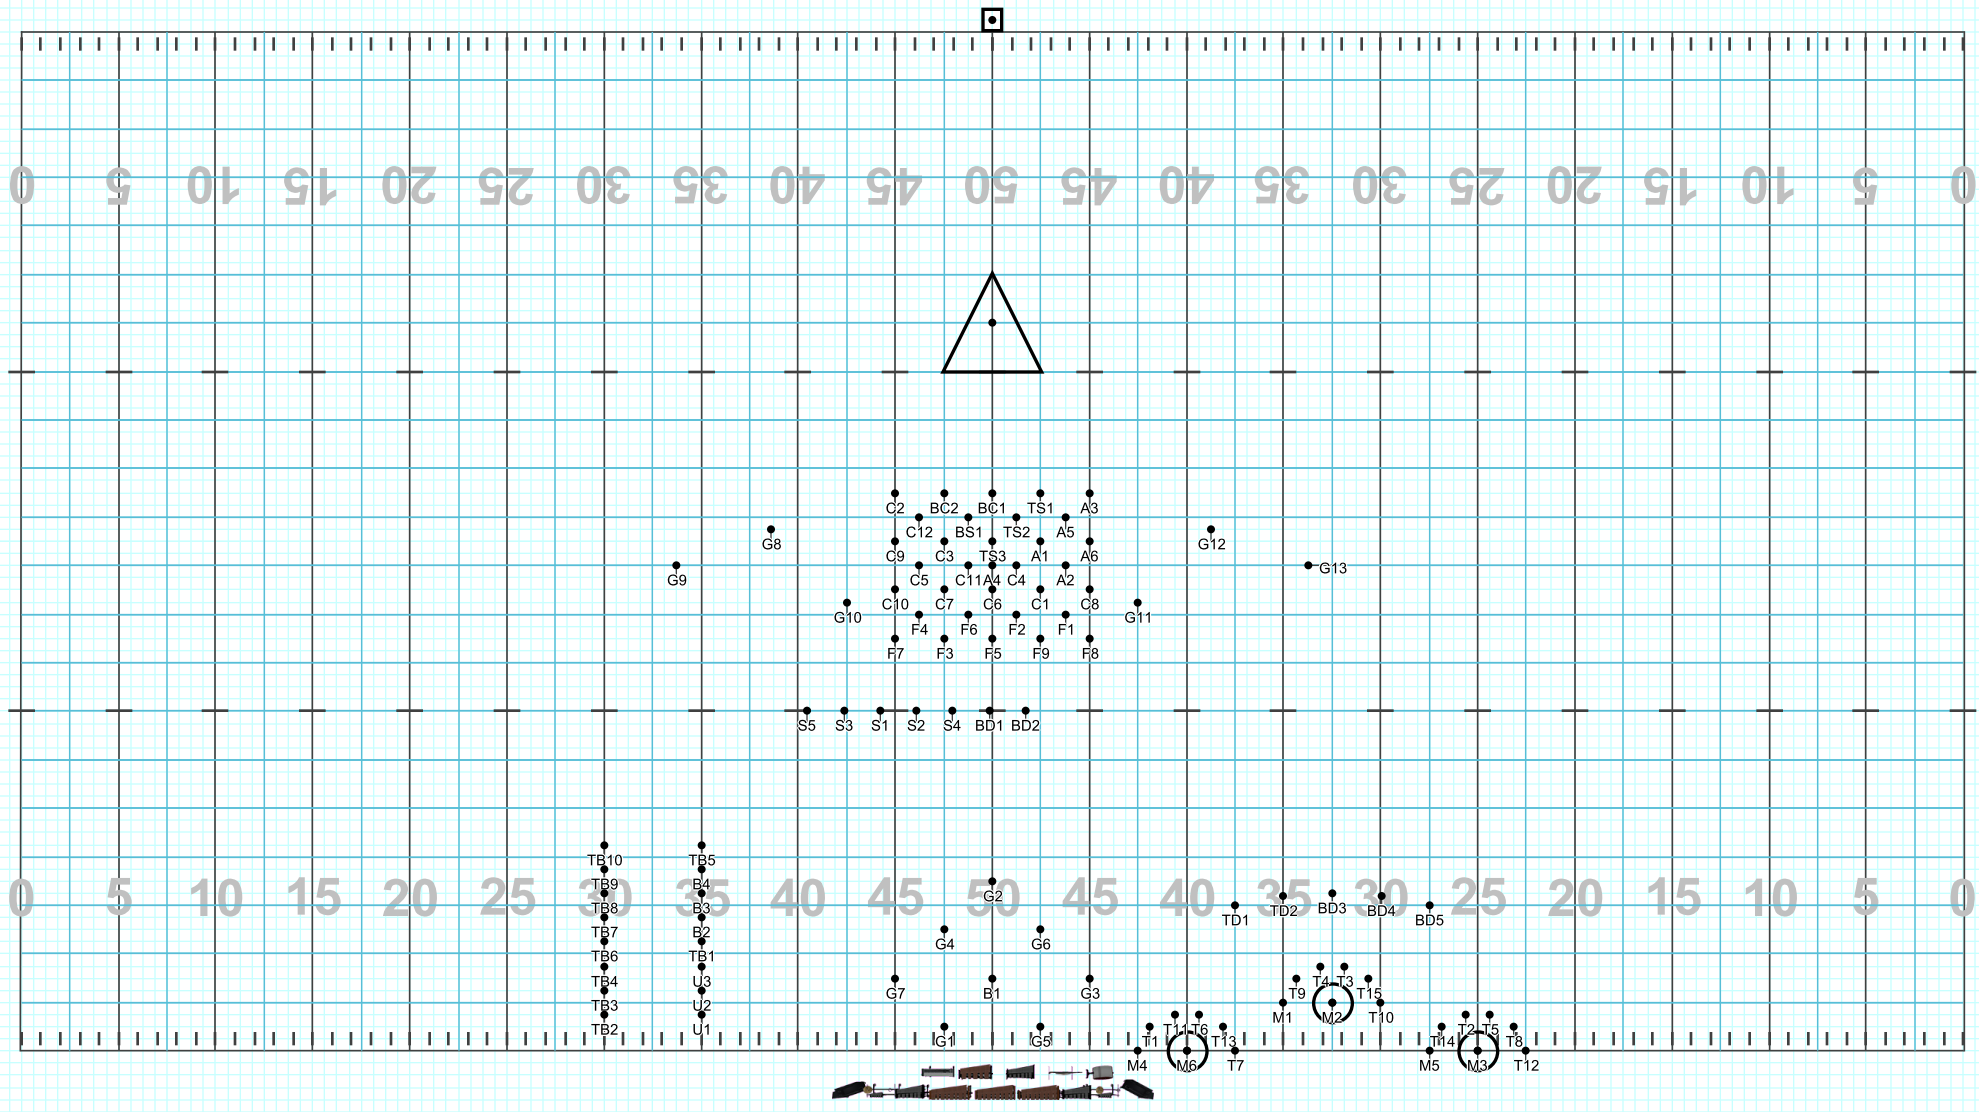 0 5 10 15 20 25 30 35 40 45 50 45 40 35 30 25 20 15 10 5 0
C2 BC2 BC1 TS1 A3
C12 BS1 TS2 A5
G8 G12
C9 C3 TS3 A1 A6
G13
G9 C5 C11 A4 C4 A2
C10 C7 C6 C1 C8
G10 G11
F4 F6 F2 F1
F7 F3 F5 F9 F8
S5 S3 S1 S2 S4 BD1 BD2
TB10 TB5
TB9 B4
0 5 10 15 20 25 30 35 40 45 50 45 40 35 30 25 20 15 10 5 0
G2
TB8 B3 TD2 BD3 BD4
TD1 BD5
TB7 B2
G4 G6
TB6 TB1
TB4 U3 T4 T3
G7 B1 G3 T9 T15
TB3 U2
M1 M2 T10
TB2 U1 T11 T6 T2 T5
G1 G5 T1 T13 T14 T8
M4 M6 T7 M5 M3 T12